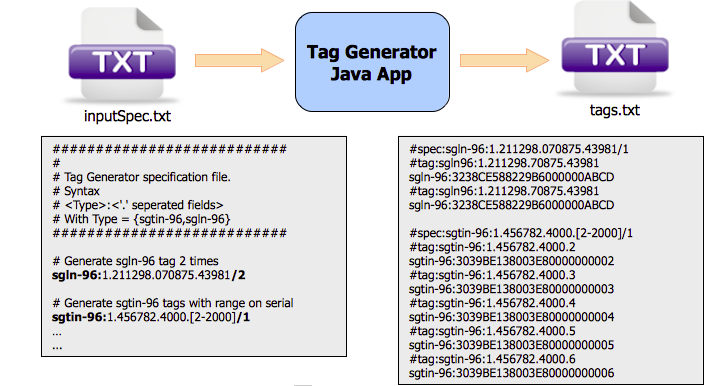 TXT
Tag Generator
Java App
TXT
inputSpec.txt
tags.txt
###########################
#
# Tag Generator specification file.
# Syntax
# <Type>:<'.' seperated fields>
# With Type = {sgtin-96,sgln-96}
###########################
# Generate sgln-96 tag 2 times
sgln-96:1.211298.070875.43981/2
# Generate sgtin-96 tags with range on serial
sgtin-96:1.456782.4000.[2-2000]/1
...
...
#spec:sgln-96:1.211298.070875.43981/1
#tag:sgln96:1.211298.70875.43981
sgln-96:3238CE588229B6000000ABCD
#tag:sgln96:1.211298.70875.43981
sgln-96:3238CE588229B6000000ABCD
#spec:sgtin-96:1.456782.4000.[2-2000]/1
#tag:sgtin-96:1.456782.4000.2
sgtin-96:3039BE138003E80000000002
#tag:sgtin-96:1.456782.4000.3
sgtin-96:3039BE138003E80000000003
#tag:sgtin-96:1.456782.4000.4
sgtin-96:3039BE138003E80000000004
#tag:sgtin-96:1.456782.4000.5
sgtin-96:3039BE138003E80000000005
#tag:sgtin-96:1.456782.4000.6
sgtin-96:3039BE138003E80000000006